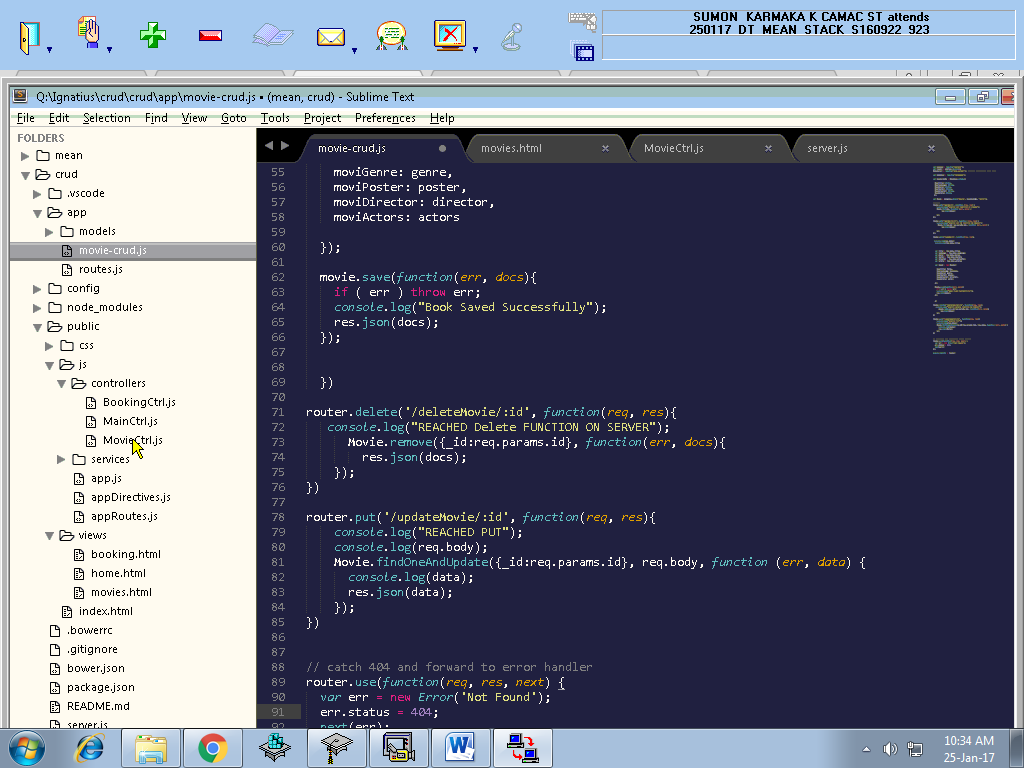 SUMON KARMAKA K CAMAC ST attends
250117_DT_MEAN_STACK_S160922_923
Q:\Ignatius\crud\crud\app\movie-crud.js • (mean, crud) - Sublime Text
File Edit Selection Find View Goto Tools Project Preferences Help
FOLDERS
mean
crud
.vscode
app
models
movie-crud.js
routes.js
config
node_modules
public
css
js
controllers
BookingCtrl.js
MainCtrl.js
MovieCtrl.js
services
app.js
appDirectives.js
appRoutes.js
views
booking.html
home.html
movies.html
index.html
.bowerrc
.gitignore
bower.json
package.json
README.md
server.js
movie-crud.js movies.html MovieCtrl.js server.js
55 moviGenre: genre,
56 moviPoster: poster,
57 moviDirector: director,
58 moviActors: actors
59
60 });
61
62 movie.save(function(err, docs){
63 if ( err ) throw err;
64 console.log("Book Saved Successfully");
65 res.json(docs);
66 });
67
68
69 })
70
71 router.delete('/deleteMovie/:id', function(req, res){
72 console.log("REACHED Delete FUNCTION ON SERVER");
73 Movie.remove({_id:req.params.id}, function(err, docs){
74 res.json(docs);
75 });
76 })
77
78 router.put('/updateMovie/:id', function(req, res){
79 console.log("REACHED PUT");
80 console.log(req.body);
81 Movie.findOneAndUpdate({_id:req.params.id}, req.body, function (err, data) {
82 console.log(data);
83 res.json(data);
84 });
85 })
86
87
88 // catch 404 and forward to error handler
89 router.use(function(req, res, next) {
90 var err = new Error('Not Found');
91 err.status = 404;
92 next(err);
10:34 AM
25-Jan-17